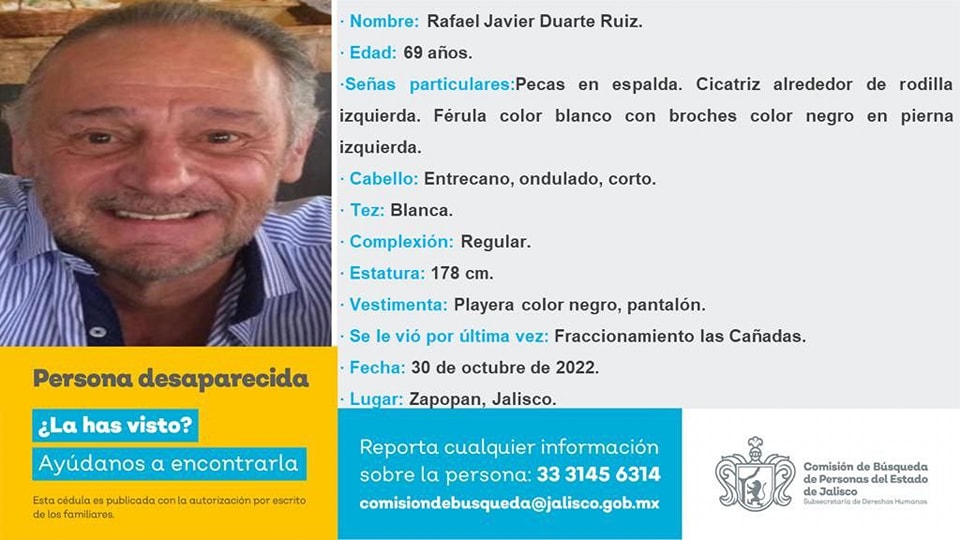 · Nombre: Rafael Javier Duarte Ruiz.
· Edad: 69 años.
·Señas particulares:Pecas en espalda. Cicatriz alrededor de rodilla
izquierda. Férula color blanco con broches color negro en pierna
izquierda.
· Cabello: Entrecano, ondulado, corto.
· Tez: Blanca.
· Complexión: Regular.
· Estatura: 178 cm.
· Vestimenta: Playera color negro, pantalón.
· Se le vió por última vez: Fraccionamiento las Cañadas.
· Fecha: 30 de octubre de 2022.
· Lugar: Zapopan, Jalisco.
Persona desaparecida
¿La has visto?
Ayúdanos a encontrarla
Esta cédula es publicada con la autorización por escrito
de los familiares.
Reporta cualquier información
sobre la persona: 33 3145 6314
comisiondebusqueda@jalisco.gob.mx
Comisión de Búsqueda
de Personas del Estado
de Jalisco
Subsecretaría de Derechos Humanos